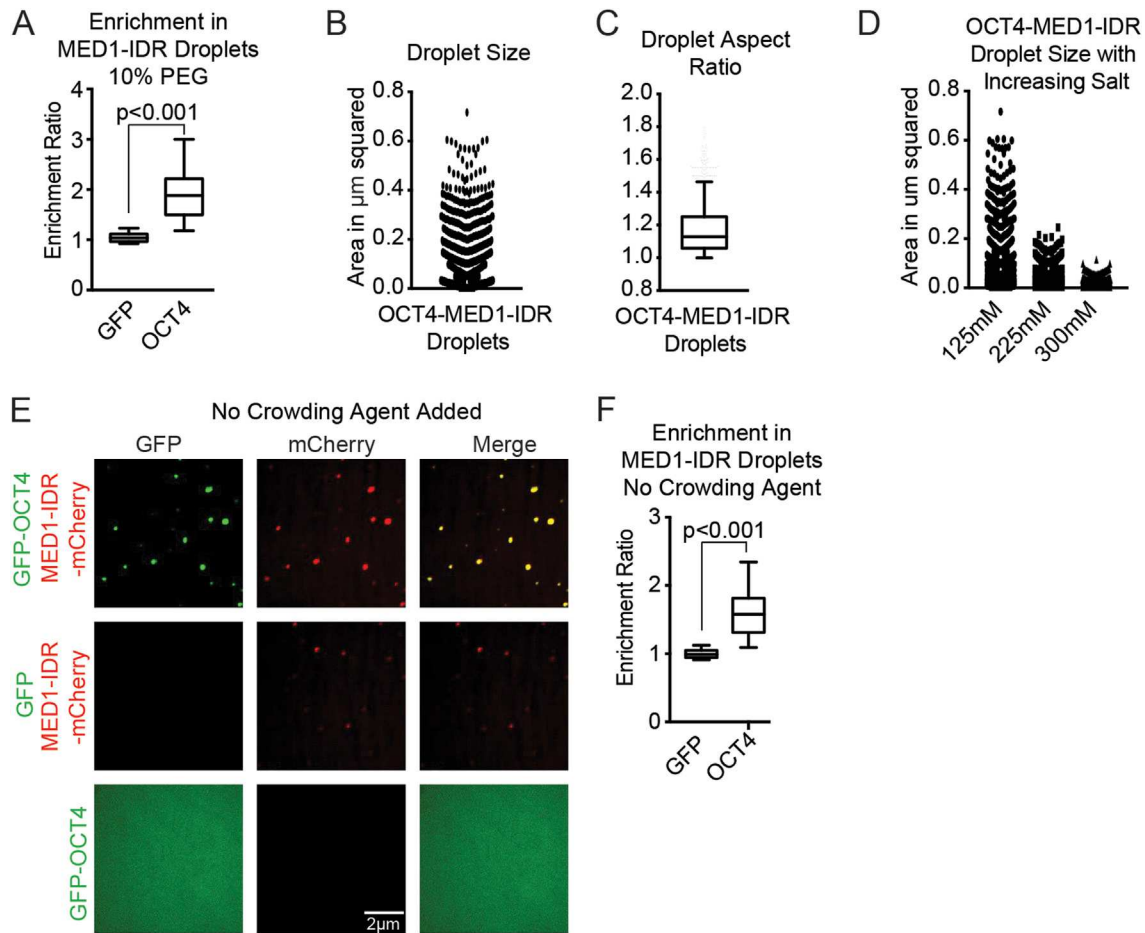 A
Enrichment in
MED1-IDR Droplets
10% PEG
Enrichment Ratio
4
3
2
1
0
p<0.001
GFP
OCT4
B
Droplet Size
Area in µm squared
0.8
0.6
0.4
0.2
0.0
OCT4-MED1-IDR
Droplets
C
Droplet Aspect
Ratio
2.0
1.8
1.6
1.4
1.2
1.0
0.8
OCT4-MED1-IDR
Droplets
D
OCT4-MED1-IDR
Droplet Size with
Increasing Salt
Area in um squared
0.8
0.6
0.4
0.2
0.0
125mM
225mM
300mM
E
No Crowding Agent Added
GFP
mCherry
Merge
GFP-OCT4
MED1-IDR
-mCherry
GFP
MED1-IDR
-mCherry
GFP-OCT4
2µm
F
Enrichment in
MED1-IDR Droplets
No Crowding Agent
Enrichment Ratio
3
2
1
0
p<0.001
GFP
OCT4